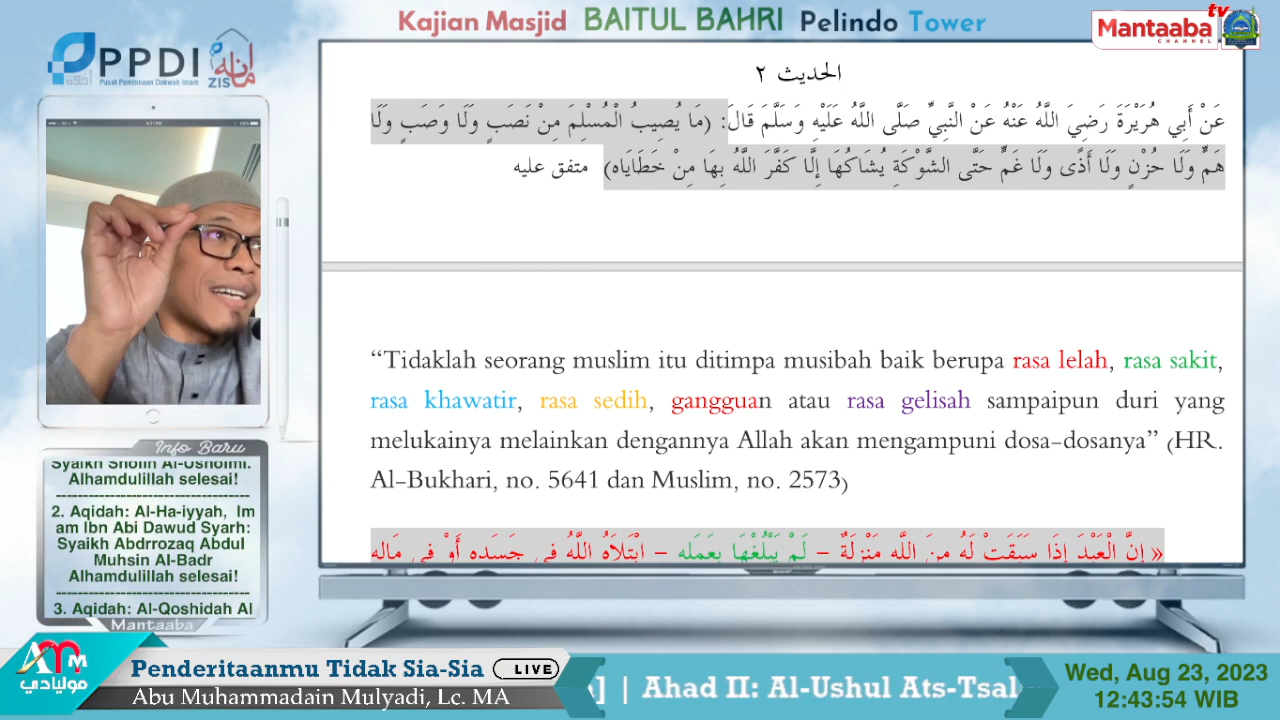 Kajian Masjid BAITUL BAHRI Pelindo Tower
Mantaaba tv
CHANNEL
PPDI
Pusat Pembinaan Dakwah Islam
ZIS
الحديث ٢
عَنْ أَبِي هُرَيْرَةَ رَضِيَ اللَّهُ عَنْهُ عَنْ النَّبِيِّ صَلَّى اللَّهُ عَلَيْهِ وَسَلَّمَ قَالَ: (مَا يُصِيبُ الْمُسْلِمَ مِنْ نَصَبٍ وَلَا وَصَبٍ وَلَا
هَمٍّ وَلَا حُزْنٍ وَلَا أَذًى وَلَا غَمٍّ حَتَّى الشَّوْكَةِ يُشَاكُهَا إِلَّا كَفَّرَ اللَّهُ بِهَا مِنْ خَطَايَاه) متفق عليه
“Tidaklah seorang muslim itu ditimpa musibah baik berupa rasa lelah, rasa sakit,
rasa khawatir, rasa sedih, gangguan atau rasa gelisah sampaipun duri yang
melukainya melainkan dengannya Allah akan mengampuni dosa-dosanya” (HR.
Al-Bukhari, no. 5641 dan Muslim, no. 2573)
« إِنَّ الْعَبْدَ إِذَا سَبَقَتْ لَهُ مِنَ اللَّهِ مَنْزِلَةٌ – لَمْ يَبْلُغْهَا بِعَمَلِهِ – ابْتَلَاهُ اللَّهُ فِي جَسَدِهِ أَوْ فِي مَالِهِ
Info Baru
Syaikh Sholih Al-Ushoimi.
Alhamdulillah selesai!
-----------------------------------
2. Aqidah: Al-Ha-iyyah, Im
am Ibn Abi Dawud Syarh:
Syaikh Abdrrozaq Abdul
Muhsin Al-Badr
Alhamdulillah selesai!
-----------------------------------
3. Aqidah: Al-Qoshidah Al
Mantaaba
موليادي
Penderitaanmu Tidak Sia-Sia LIVE
Abu Muhammadain Mulyadi, Lc. MA
] | Ahad II: Al-Ushul Ats-Tsal
Wed, Aug 23, 2023
12:43:54 WIB